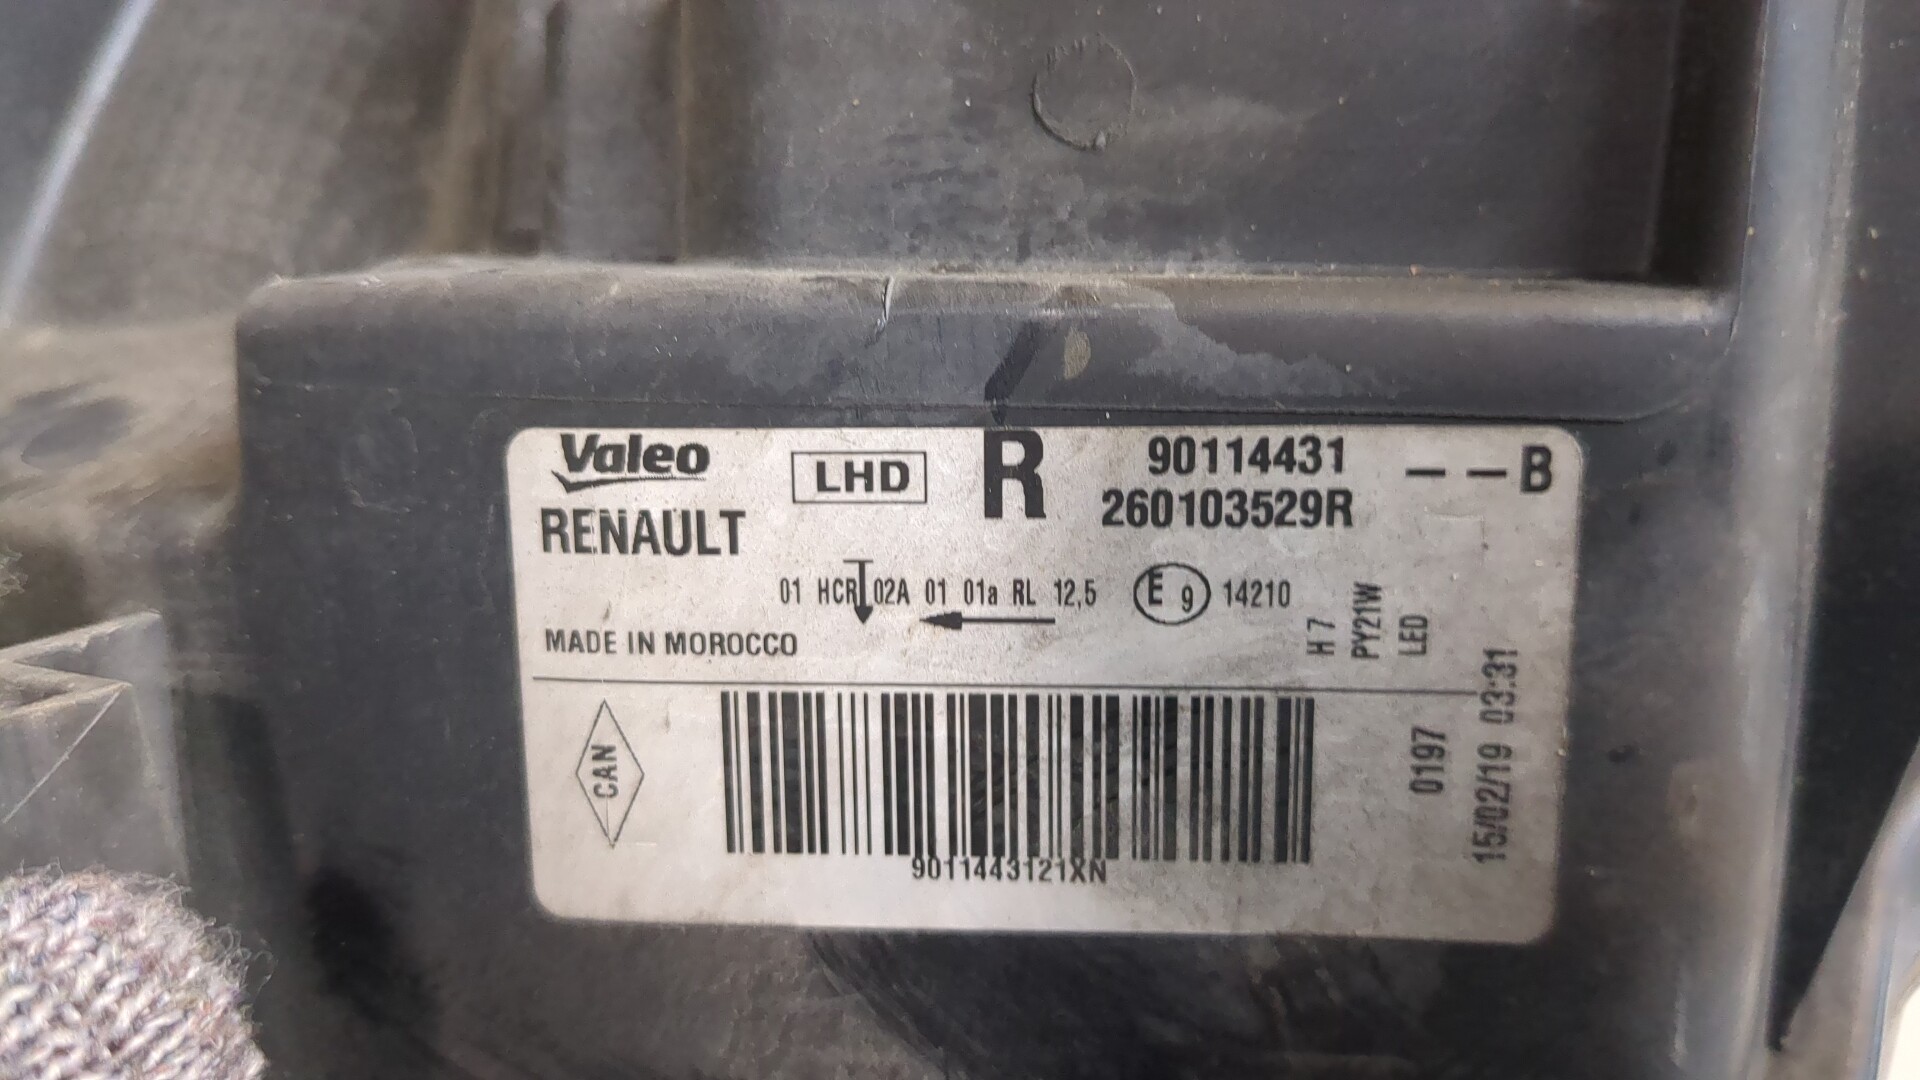 Valeo
RENAULT
LHD
R
90114431
260103529R
– – B
01 HCR 02A 01 01a RL 12,5
E 9 14210
MADE IN MOROCCO
H7
PY21W
LED
CAN
9011443121XN
0197
15/02/19 03:31